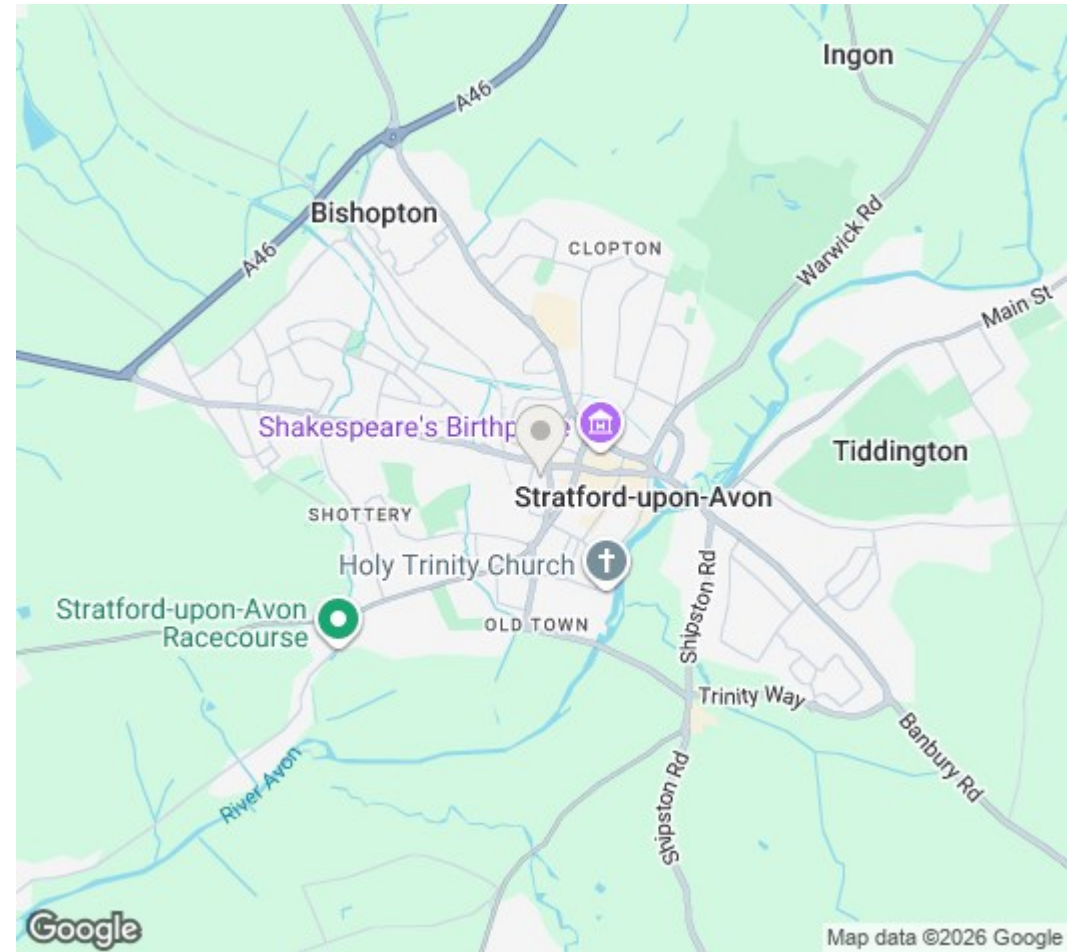 Ingon
A46
Bishopton
CLOPTON
Warwick Rd
A46
Main St
Shakespeare's Birthp e
Tiddington
Stratford-upon-Avon
SHOTTERY
Holy Trinity Church
Stratford-upon-Avon
Racecourse
OLD TOWN
Shipston Rd
Trinity Way
Banbury Rd
River Avon
Shipston Rd
Google
Map data ©2026 Google